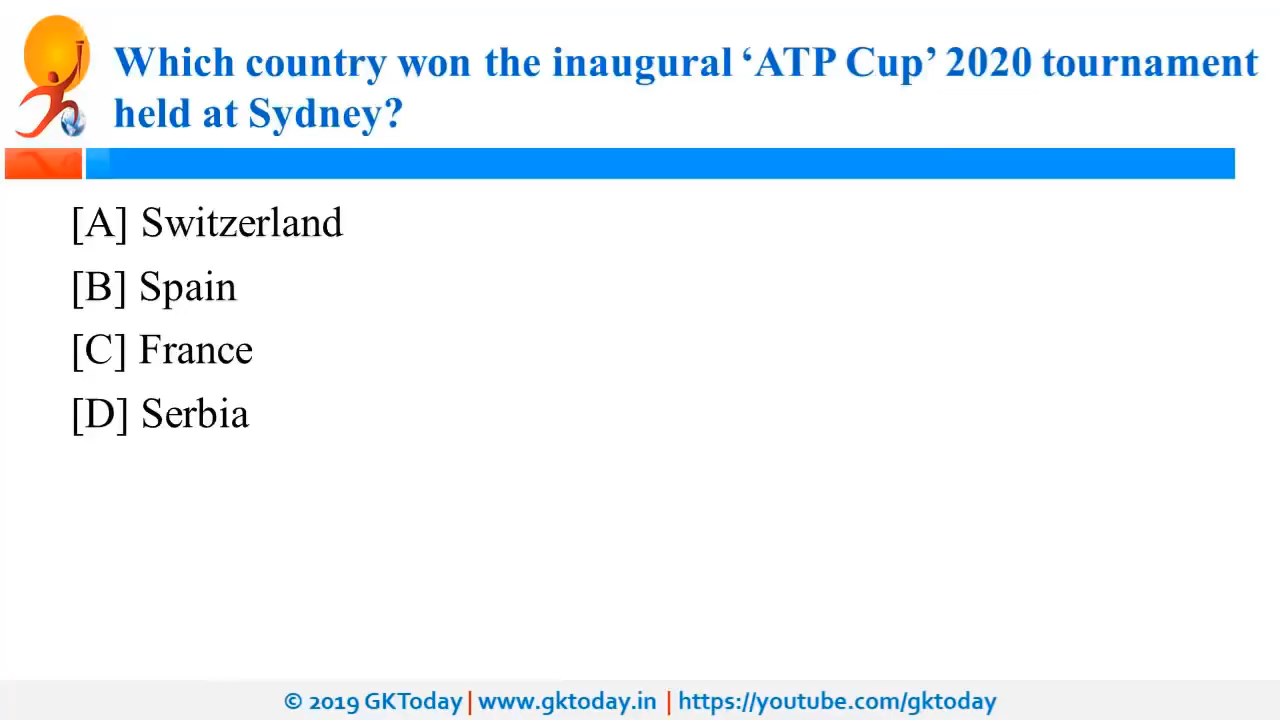 Which country won the inaugural ‘ATP Cup’ 2020 tournament
held at Sydney?
[A] Switzerland
[B] Spain
[C] France
[D] Serbia
© 2019 GKToday | www.gktoday.in | https://youtube.com/gktoday